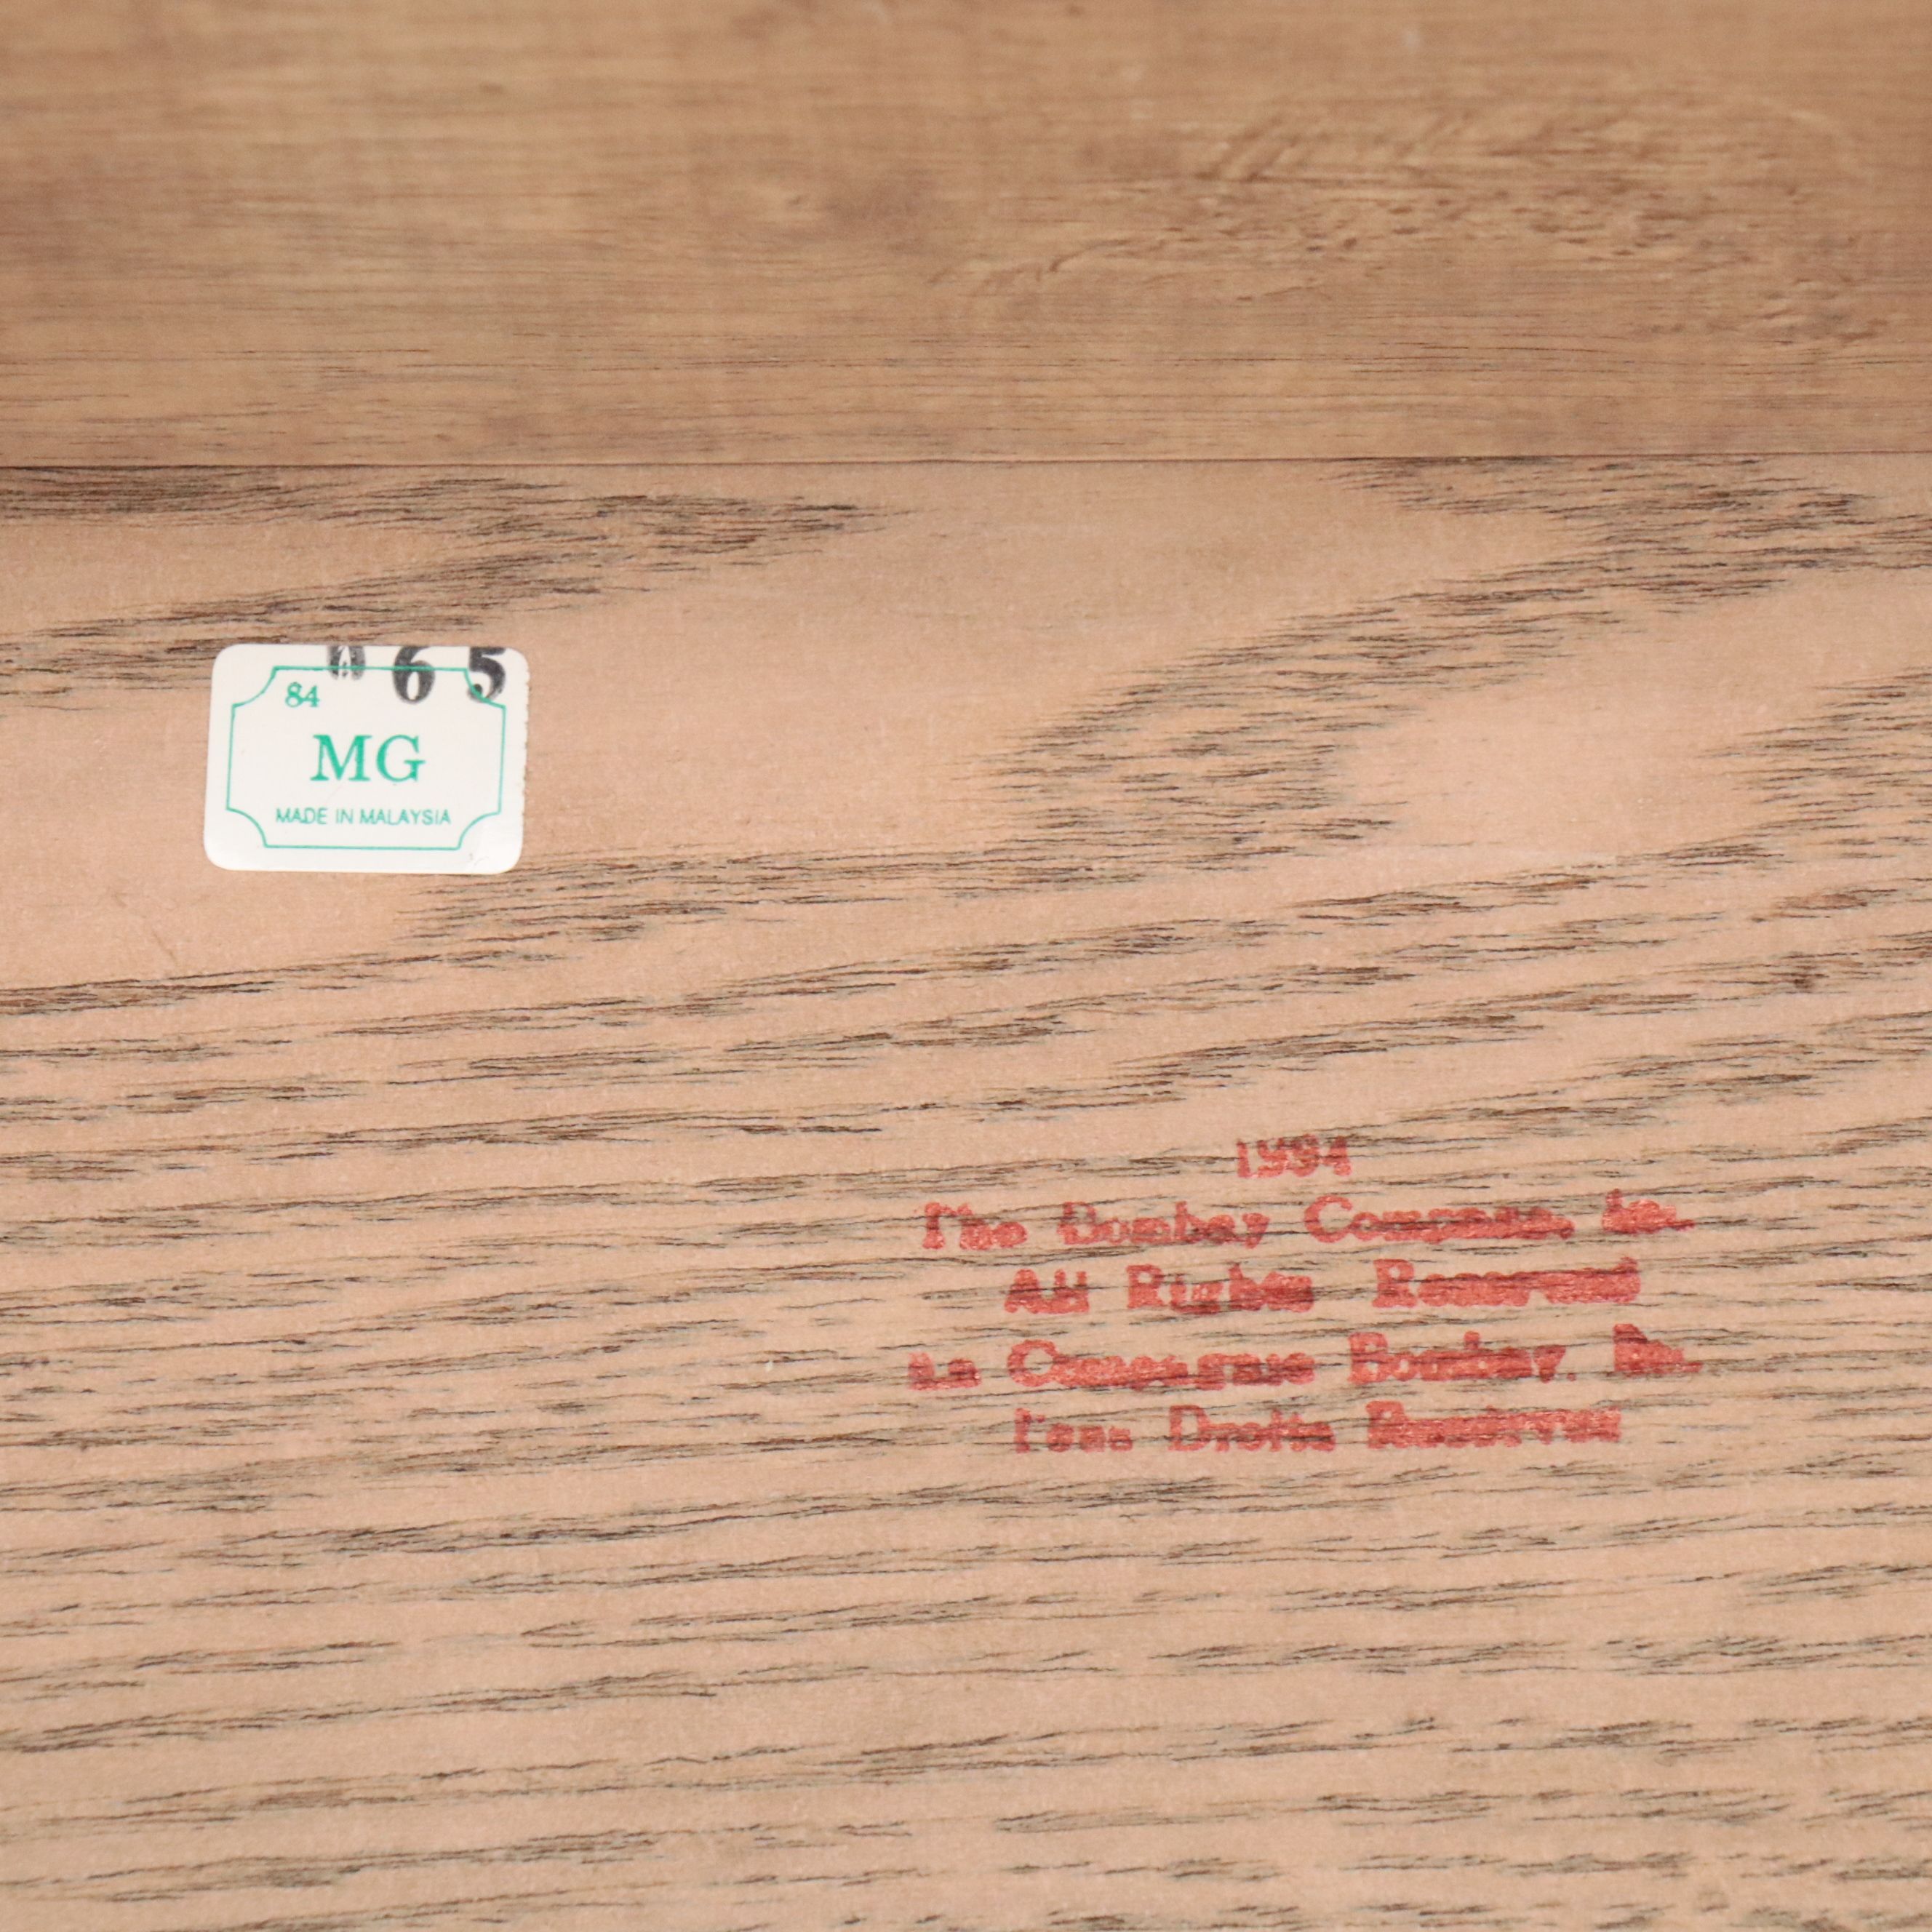 065
84
MG
MADE IN MALAYSIA
1994
The Bombay Company, Inc.
All Rights Reserved
La Compagnie Bombay, Inc.
Tous Droits Reserves